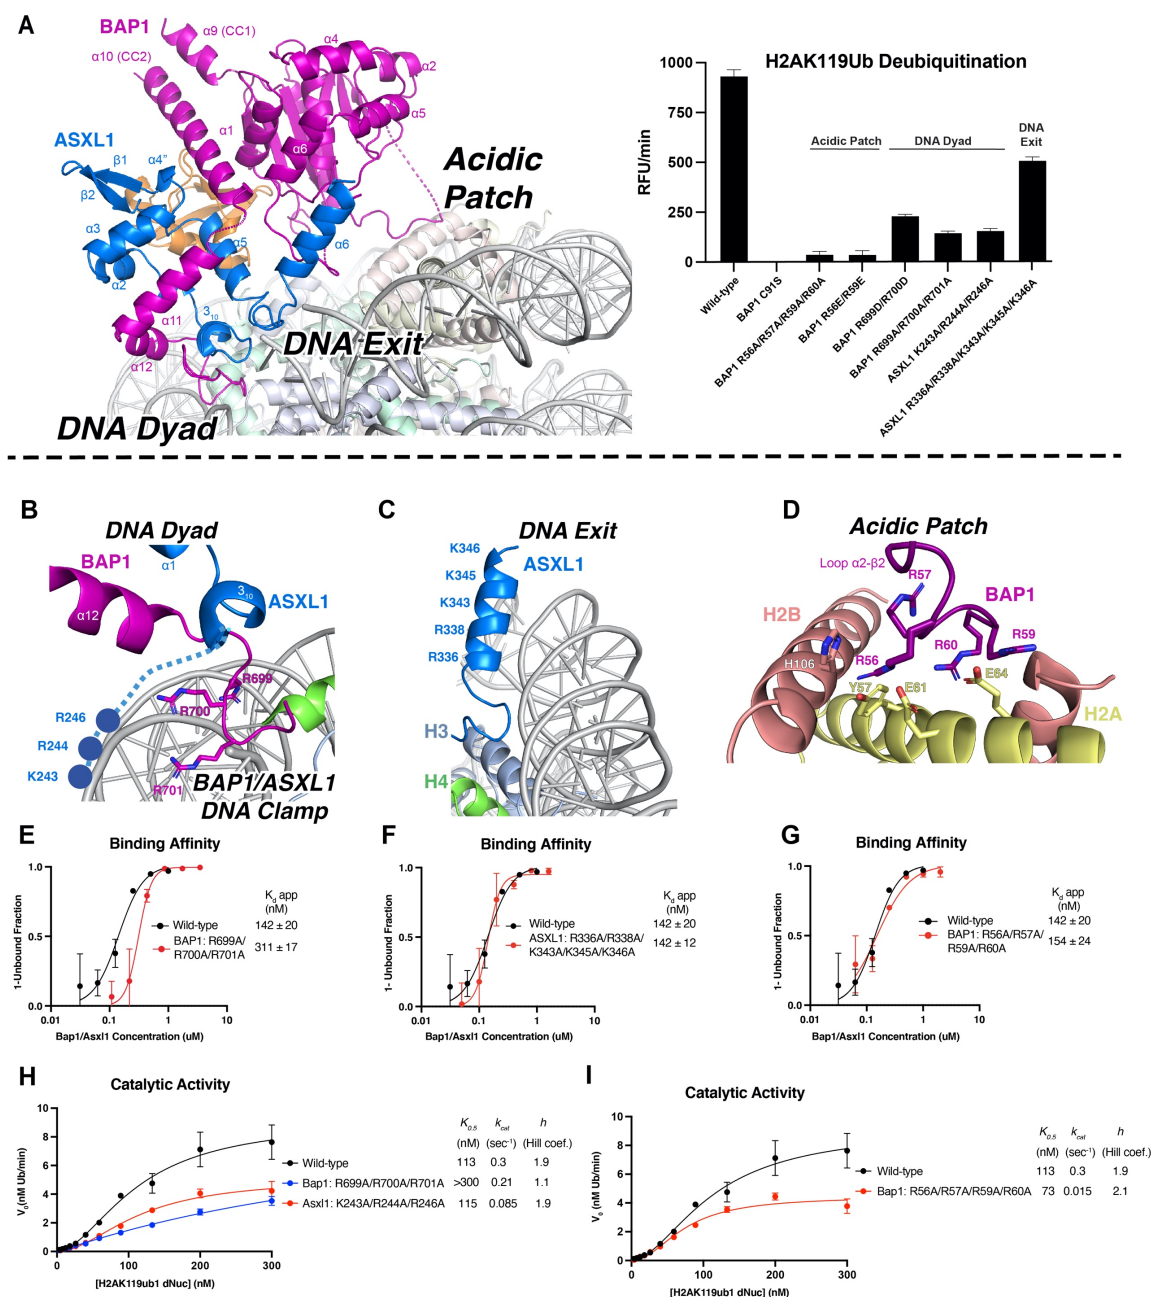 A
BAP1
α9 (CC1)
α10 (CC2)
α4
α2
α5
α1
α6
ASXL1
β1
α4"
β2
α3
α5
α6
α2
Acidic
Patch
3₁₀
α11
α12
DNA Exit
DNA Dyad
H2AK119Ub Deubiquitination
1000
750
500
250
0
RFU/min
Acidic Patch
DNA Dyad
DNA
Exit
Wild-type
BAP1 C91S
BAP1 R56A/R57A/R59A/R60A
BAP1 R56E/R59E
BAP1 R699D/R700D
BAP1 R699A/R700A/R701A
ASXL1 K243A/R244A/R246A
ASXL1 R336A/R338A/K343A/K345A/K346A
B
DNA Dyad
BAP1
α1
α12
3₁₀
ASXL1
R699
R700
R246
R244
K243
R701
BAP1/ASXL1
DNA Clamp
C
DNA Exit
K346
ASXL1
K345
K343
R338
R336
H3
H4
D
Acidic Patch
Loop α2-β2
R57
BAP1
H2B
H106
R56
R60
R59
E64
Y57
E61
H2A
E
Binding Affinity
1-Unbound Fraction
1.0
0.5
0.0
0.01
0.1
1
10
Bap1/Asxl1 Concentration (uM)
Kd app
(nM)
Wild-type 142 ± 20
BAP1: R699A/
R700A/R701A
311 ± 17
F
Binding Affinity
1- Unbound Fraction
1.0
0.5
0.0
0.01
0.1
1
10
Bap1/Asxl1 Concentration (uM)
Kd app
(nM)
Wild-type 142 ± 20
ASXL1: R336A/R338A/
K343A/K345A/K346A
142 ± 12
G
Binding Affinity
1- Unbound Fraction
1.0
0.5
0.0
0.01
0.1
1
10
Bap1/Asxl1 Concentration (uM)
Kd app
(nM)
Wild-type 142 ± 20
BAP1: R56A/R57A/
R59A/R60A
154 ± 24
H
Catalytic Activity
V₀(nM Ub/min)
10
8
6
4
2
0
0
100
200
300
[H2AK119ub1 dNuc] (nM)
K0.5 kcat h
(nM) (sec⁻¹) (Hill coef.)
Wild-type 113 0.3 1.9
Bap1: R699A/R700A/R701A >300 0.21 1.1
Asxl1: K243A/R244A/R246A 115 0.085 1.9
I
Catalytic Activity
V₀ (nM Ub/min)
10
8
6
4
2
0
0
100
200
300
[H2AK119ub1 dNuc] (nM)
K0.5 kcat h
(nM) (sec⁻¹) (Hill coef.)
Wild-type 113 0.3 1.9
Bap1: R56A/R57A/R59A/R60A 73 0.015 2.1